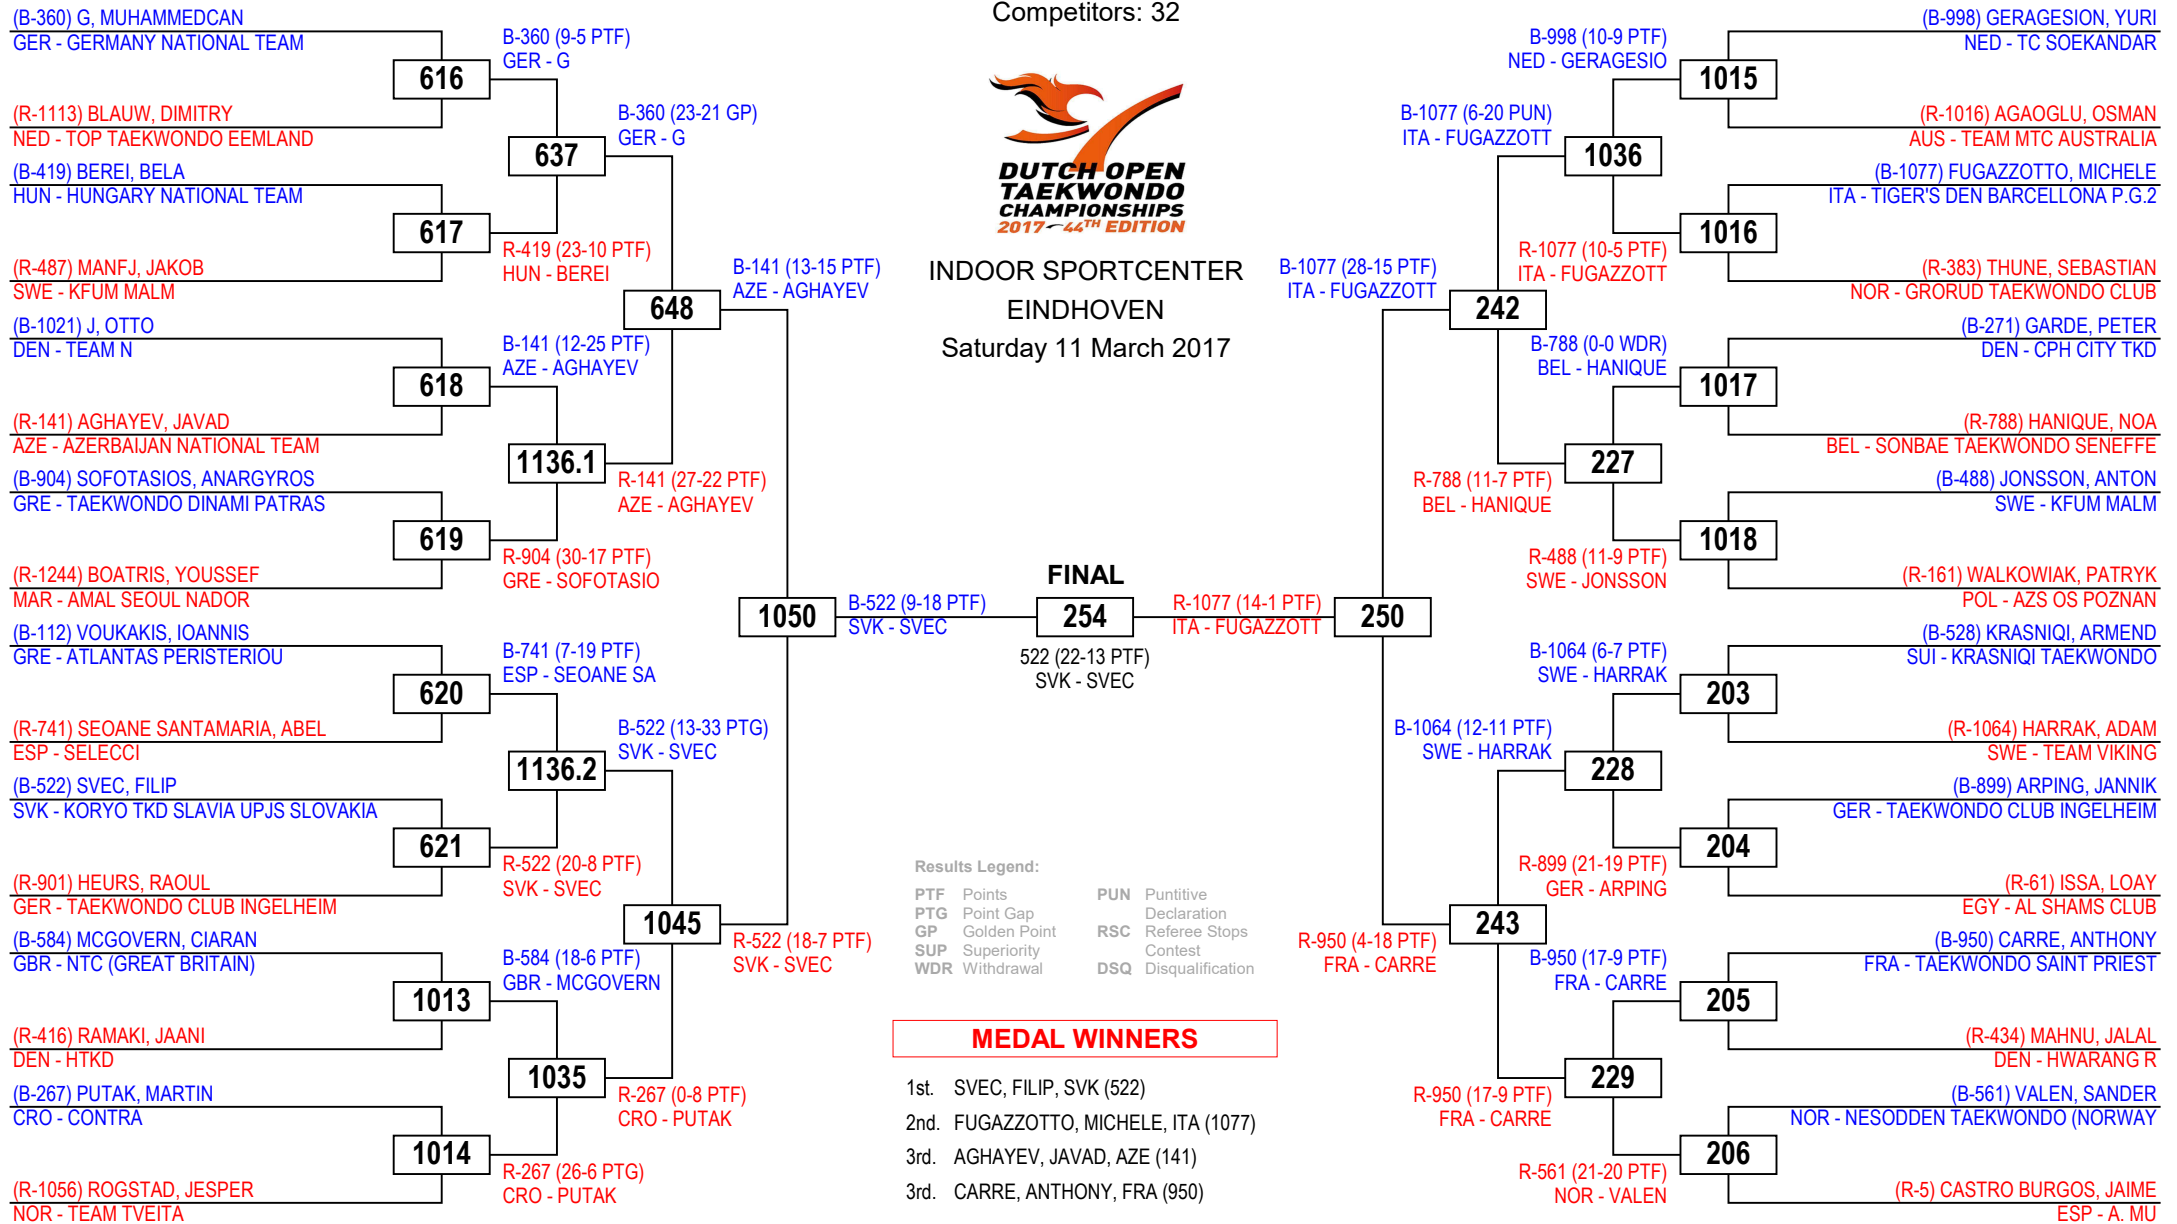 Competitors: 32
DUTCH OPEN
TAEKWONDO
CHAMPIONSHIPS
2017 44TH EDITION
INDOOR SPORTCENTER
EINDHOVEN
Saturday 11 March 2017
(B-360) G, MUHAMMEDCAN
GER - GERMANY NATIONAL TEAM
616
(R-1113) BLAUW, DIMITRY
NED - TOP TAEKWONDO EEMLAND
(B-419) BEREI, BELA
HUN - HUNGARY NATIONAL TEAM
617
(R-487) MANFJ, JAKOB
SWE - KFUM MALM
(B-1021) J, OTTO
DEN - TEAM N
618
(R-141) AGHAYEV, JAVAD
AZE - AZERBAIJAN NATIONAL TEAM
(B-904) SOFOTASIOS, ANARGYROS
GRE - TAEKWONDO DINAMI PATRAS
619
(R-1244) BOATRIS, YOUSSEF
MAR - AMAL SEOUL NADOR
(B-112) VOUKAKIS, IOANNIS
GRE - ATLANTAS PERISTERIOU
620
(R-741) SEOANE SANTAMARIA, ABEL
ESP - SELECCI
(B-522) SVEC, FILIP
SVK - KORYO TKD SLAVIA UPJS SLOVAKIA
621
(R-901) HEURS, RAOUL
GER - TAEKWONDO CLUB INGELHEIM
(B-584) MCGOVERN, CIARAN
GBR - NTC (GREAT BRITAIN)
1013
(R-416) RAMAKI, JAANI
DEN - HTKD
(B-267) PUTAK, MARTIN
CRO - CONTRA
1014
(R-1056) ROGSTAD, JESPER
NOR - TEAM TVEITA
B-360 (9-5 PTF)
GER - G
637
R-419 (23-10 PTF)
HUN - BEREI
B-141 (12-25 PTF)
AZE - AGHAYEV
1136.1
R-904 (30-17 PTF)
GRE - SOFOTASIO
B-741 (7-19 PTF)
ESP - SEOANE SA
1136.2
R-522 (20-8 PTF)
SVK - SVEC
B-584 (18-6 PTF)
GBR - MCGOVERN
1035
R-267 (26-6 PTG)
CRO - PUTAK
B-360 (23-21 GP)
GER - G
648
R-141 (27-22 PTF)
AZE - AGHAYEV
B-522 (13-33 PTG)
SVK - SVEC
1045
R-267 (0-8 PTF)
CRO - PUTAK
B-141 (13-15 PTF)
AZE - AGHAYEV
1050
R-522 (18-7 PTF)
SVK - SVEC
B-522 (9-18 PTF)
SVK - SVEC
FINAL
254
522 (22-13 PTF)
SVK - SVEC
R-1077 (14-1 PTF)
ITA - FUGAZZOTT
250
B-1077 (28-15 PTF)
ITA - FUGAZZOTT
R-950 (4-18 PTF)
FRA - CARRE
B-1077 (6-20 PUN)
ITA - FUGAZZOTT
242
R-788 (11-7 PTF)
BEL - HANIQUE
B-1064 (12-11 PTF)
SWE - HARRAK
243
R-950 (17-9 PTF)
FRA - CARRE
B-998 (10-9 PTF)
NED - GERAGESIO
1036
R-1077 (10-5 PTF)
ITA - FUGAZZOTT
B-788 (0-0 WDR)
BEL - HANIQUE
227
R-488 (11-9 PTF)
SWE - JONSSON
B-1064 (6-7 PTF)
SWE - HARRAK
228
R-899 (21-19 PTF)
GER - ARPING
B-950 (17-9 PTF)
FRA - CARRE
229
R-561 (21-20 PTF)
NOR - VALEN
(B-998) GERAGESION, YURI
NED - TC SOEKANDAR
1015
(R-1016) AGAOGLU, OSMAN
AUS - TEAM MTC AUSTRALIA
(B-1077) FUGAZZOTTO, MICHELE
ITA - TIGER'S DEN BARCELLONA P.G.2
1016
(R-383) THUNE, SEBASTIAN
NOR - GRORUD TAEKWONDO CLUB
(B-271) GARDE, PETER
DEN - CPH CITY TKD
1017
(R-788) HANIQUE, NOA
BEL - SONBAE TAEKWONDO SENEFFE
(B-488) JONSSON, ANTON
SWE - KFUM MALM
1018
(R-161) WALKOWIAK, PATRYK
POL - AZS OS POZNAN
(B-528) KRASNIQI, ARMEND
SUI - KRASNIQI TAEKWONDO
203
(R-1064) HARRAK, ADAM
SWE - TEAM VIKING
(B-899) ARPING, JANNIK
GER - TAEKWONDO CLUB INGELHEIM
204
(R-61) ISSA, LOAY
EGY - AL SHAMS CLUB
(B-950) CARRE, ANTHONY
FRA - TAEKWONDO SAINT PRIEST
205
(R-434) MAHNU, JALAL
DEN - HWARANG R
(B-561) VALEN, SANDER
NOR - NESODDEN TAEKWONDO (NORWAY
206
(R-5) CASTRO BURGOS, JAIME
ESP - A. MU
Results Legend:
PTF Points
PTG Point Gap
GP Golden Point
SUP Superiority
WDR Withdrawal
PUN Puntitive
Declaration
RSC Referee Stops
Contest
DSQ Disqualification
MEDAL WINNERS
1st. SVEC, FILIP, SVK (522)
2nd. FUGAZZOTTO, MICHELE, ITA (1077)
3rd. AGHAYEV, JAVAD, AZE (141)
3rd. CARRE, ANTHONY, FRA (950)